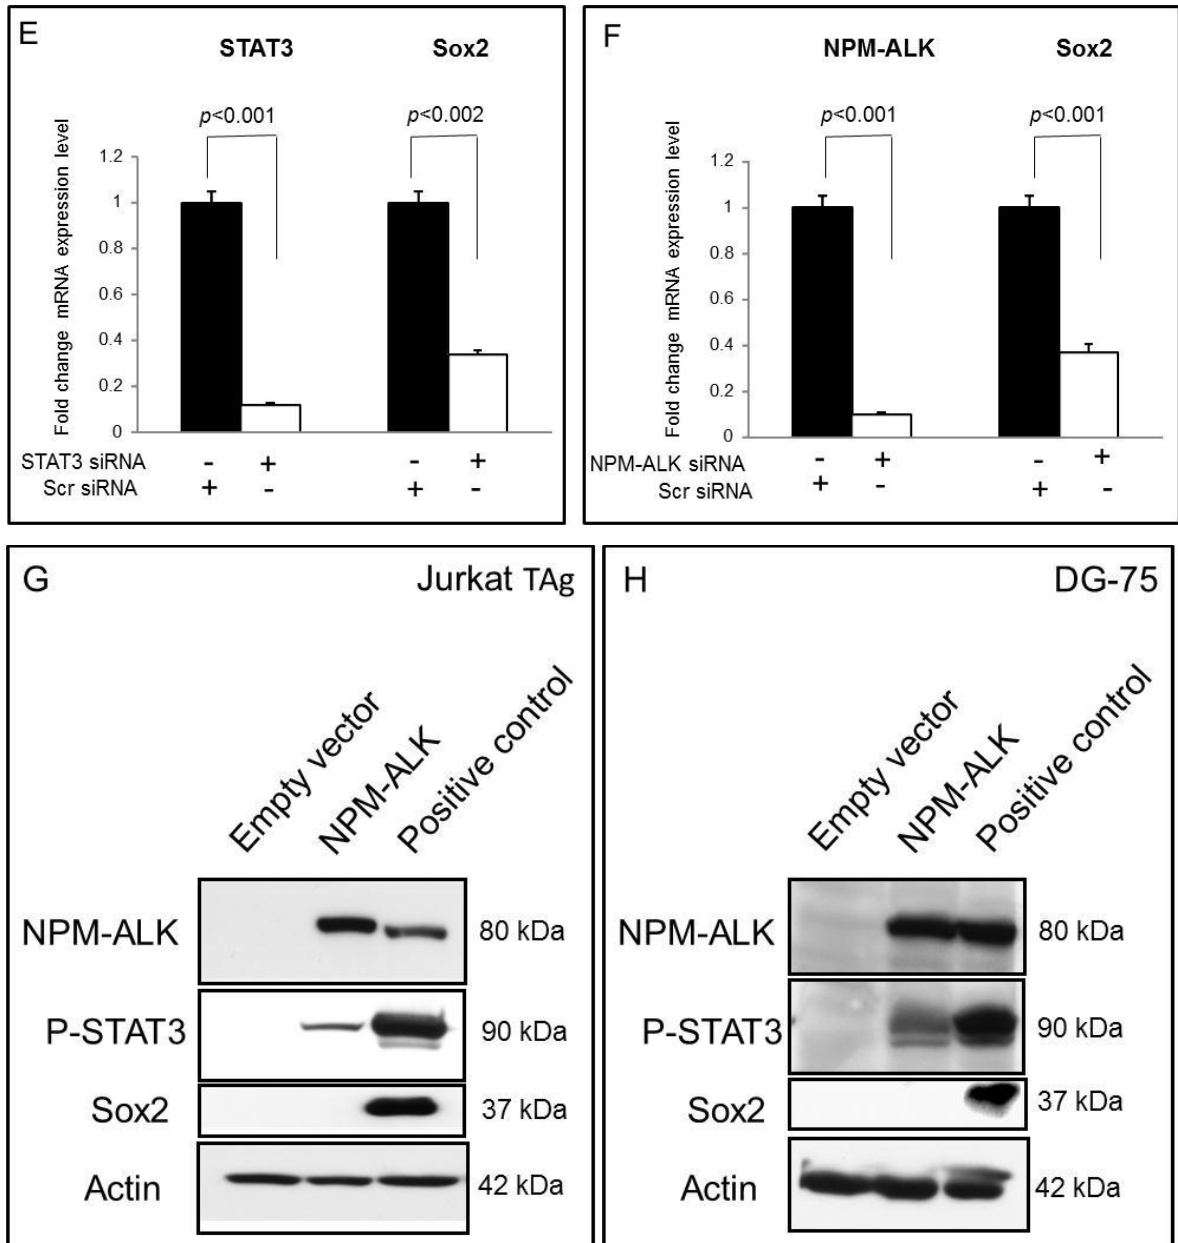 E
STAT3 Sox2
p<0.001 p<0.002
Fold change mRNA expression level
1.2
1
0.8
0.6
0.4
0.2
0
STAT3 siRNA - + - +
Scr siRNA + - + -
F
NPM-ALK Sox2
p<0.001 p<0.001
Fold change mRNA expression level
1.2
1
0.8
0.6
0.4
0.2
0
NPM-ALK siRNA - + - +
Scr siRNA + - + -
G Jurkat TAg
Empty vector
NPM-ALK
Positive control
NPM-ALK 80 kDa
P-STAT3 90 kDa
Sox2 37 kDa
Actin 42 kDa
H DG-75
Empty vector
NPM-ALK
Positive control
NPM-ALK 80 kDa
P-STAT3 90 kDa
Sox2 37 kDa
Actin 42 kDa